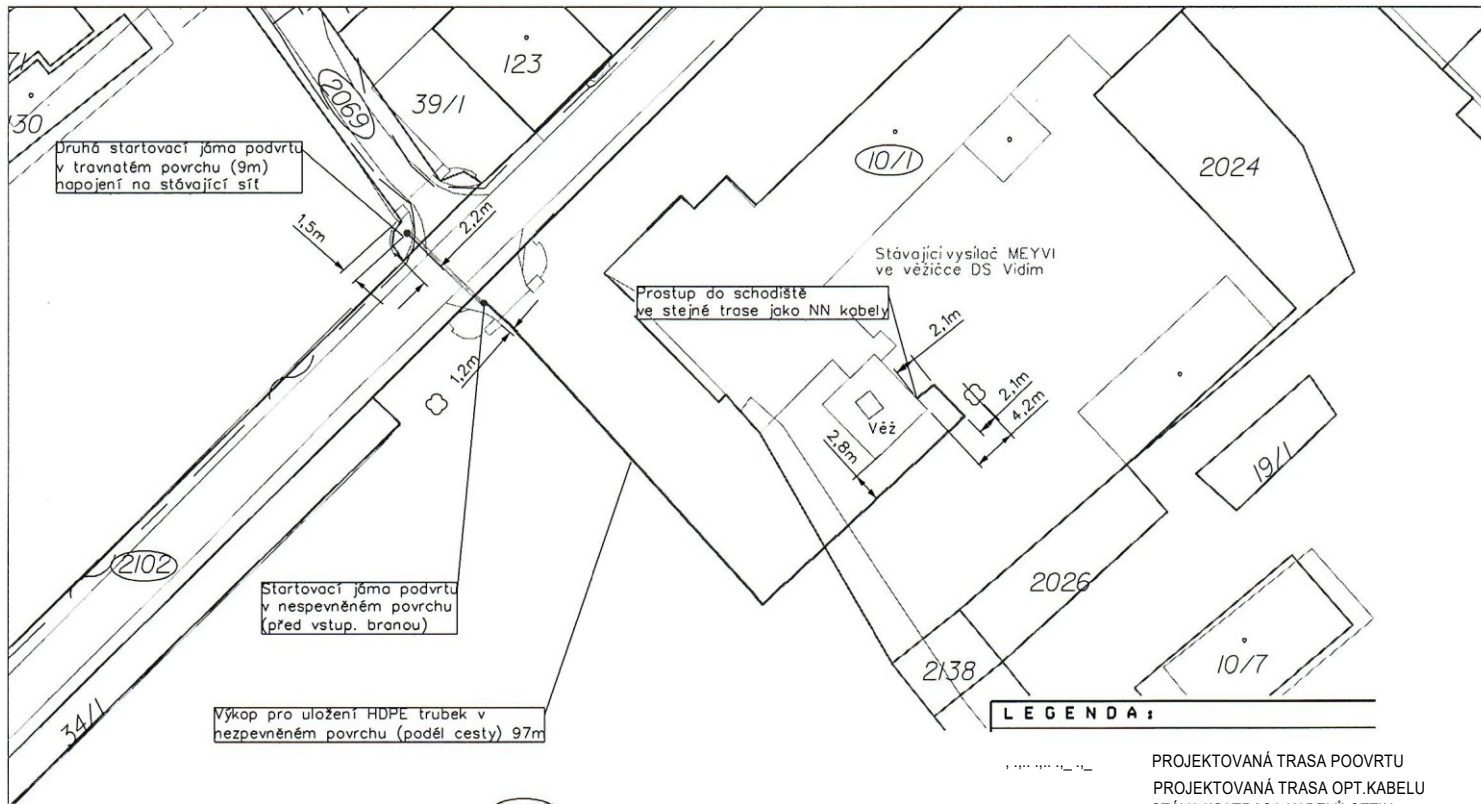 123
39/1
2069
130
Druhá startovací jáma podvrtu
v travnatém povrchu (9m)
napojení na stávající síť
10/1
2024
1,5m
2,2m
Stávající vysílač MEYVI
ve věžičce DS Vidim
Prostup do schodiště
ve stejné trase jako NN kabely
2,1m
1,2m
2,1m
4,2m
Věž
2,8m
19/1
2102
Startovací jáma podvrtu
v nespevněném povrchu
(před vstup. branou)
2026
10/7
2138
34/1
Výkop pro uložení HDPE trubek v
nezpevněném povrchu (podél cesty) 97m
LEGENDA:
PROJEKTOVANÁ TRASA POOVRTU
PROJEKTOVANÁ TRASA OPT.KABELU